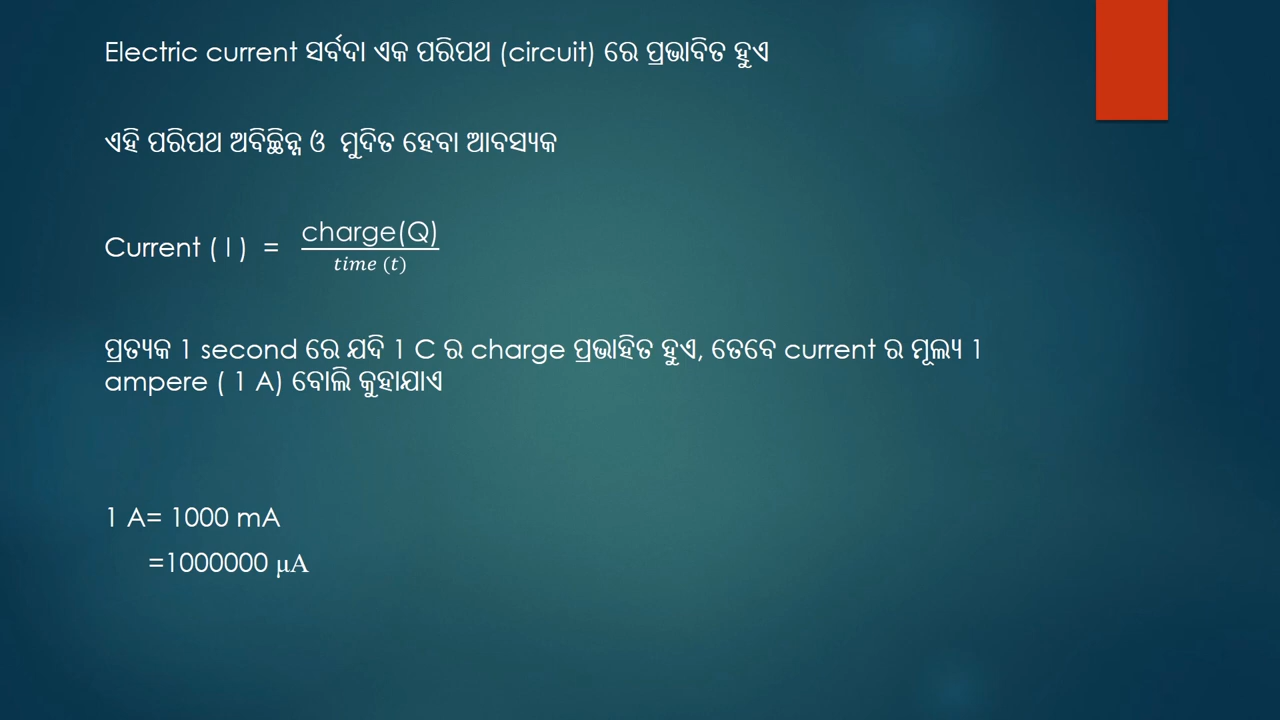 Electric current ସର୍ବଦା ଏକ ପରିପଥ (circuit) ରେ ପ୍ରଭାବିତ ହୁଏ
ଏହି ପରିପଥ ଅବିଚ୍ଛିନ୍ନ ଓ ମୁଦିତ ହେବା ଆବସ୍ୟକ
Current ( I ) = charge(Q)
time (t)
ପ୍ରତ୍ୟକ 1 second ରେ ଯଦି 1 C ର charge ପ୍ରଭାହିତ ହୁଏ, ତେବେ current ର ମୂଲ୍ୟ 1
ampere ( 1 A) ବୋଲି କୁହାଯାଏ
1 A= 1000 mA
=1000000 μA